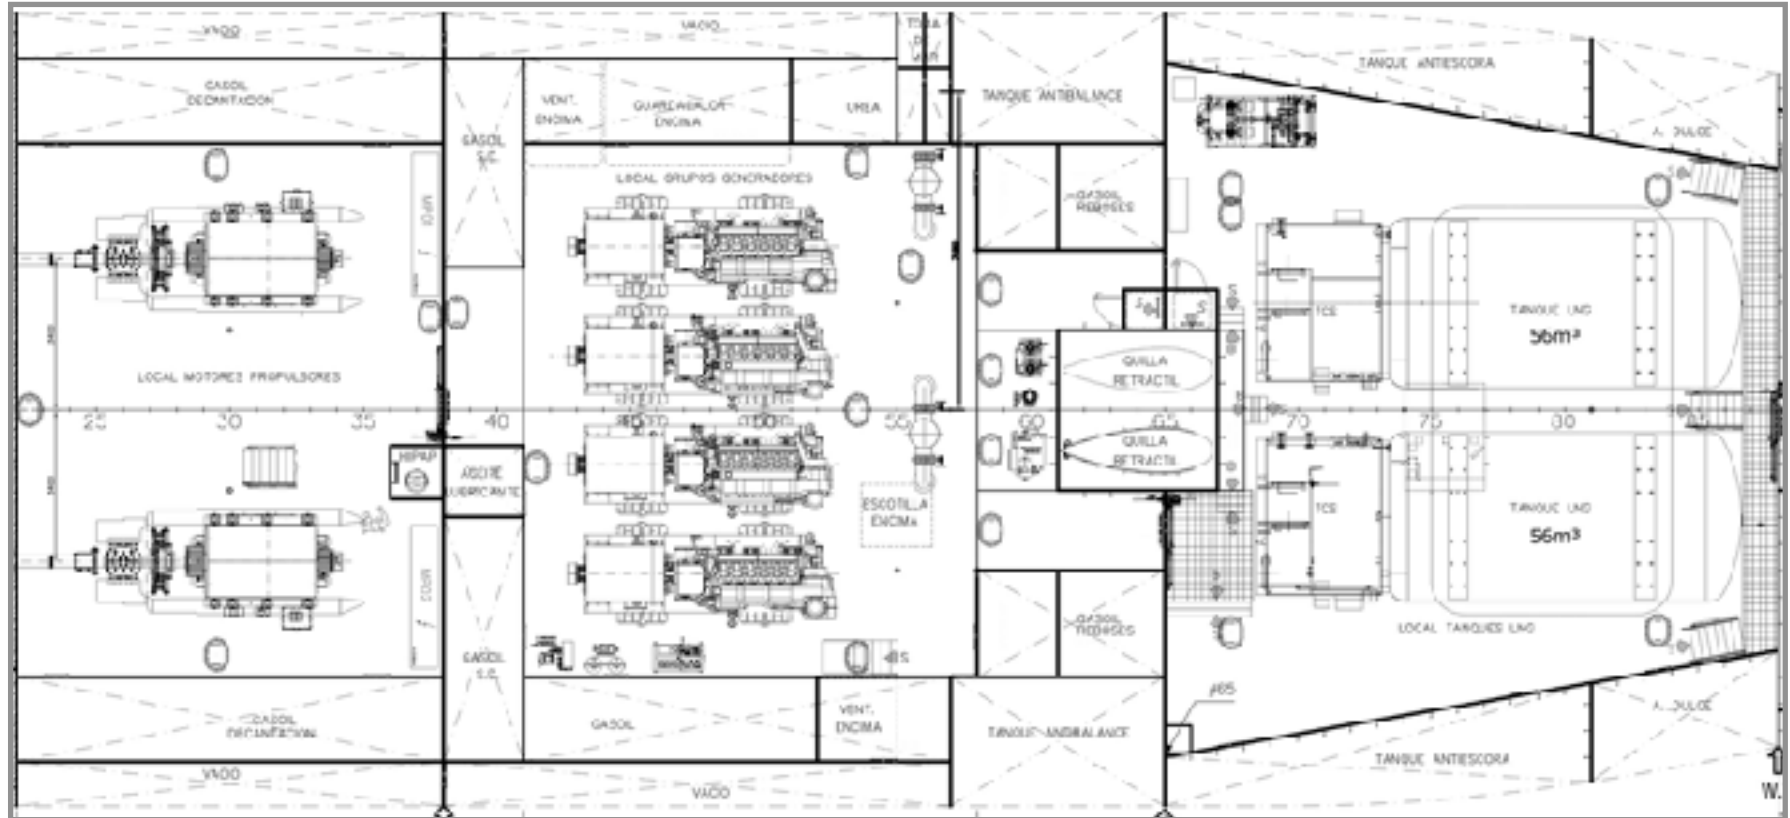 VACIO
VACIO
TOMA
DE
GASOIL
DECANTACION
TANQUE ANTIESCORA
VENT.
ENCIMA
GUARDACALOR
ENCIMA
UREA
TANQUE ANTIBALANCE
A. DULCE
GASOIL
S.C.
LOCAL GRUPOS GENERADORES
GASOIL
REBOSES
S
S
TCS
TANQUE LNG
56m³
QUILLA
RETRACTIL
LOCAL MOTORES PROPULSORES
25
30
35
40
45
50
55
60
65
70
75
80
QUILLA
RETRACTIL
HIPAP
ACEITE
LUBRICANTE
ESCOTILLA
ENCIMA
TCS
TANQUE LNG
56m³
GASOIL
REBOSES
LOCAL TANQUES LNG
GASOIL
S.C.
GASOIL
DECANTACION
GASOIL
VENT.
ENCIMA
TANQUE ANTIBALANCE
A. DULCE
TANQUE ANTIESCORA
VACIO
VACIO
W.